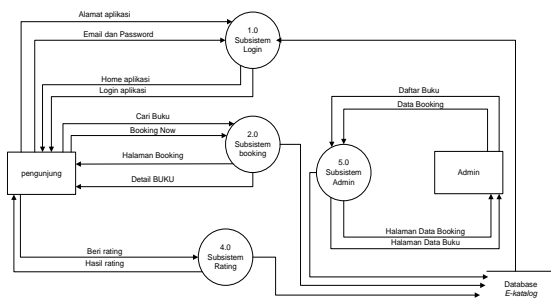 Alamat aplikasi
Email dan Password
1.0
Subsistem
Login
Home aplikasi
Login aplikasi
Cari Buku
Booking Now
2.0
Subsistem
booking
Halaman Booking
Detail BUKU
pengunjung
Daftar Buku
Data Booking
5.0
Subsistem
Admin
Admin
Halaman Data Booking
Halaman Data Buku
Beri rating
Hasil rating
4.0
Subsistem
Rating
Database
E-katalog